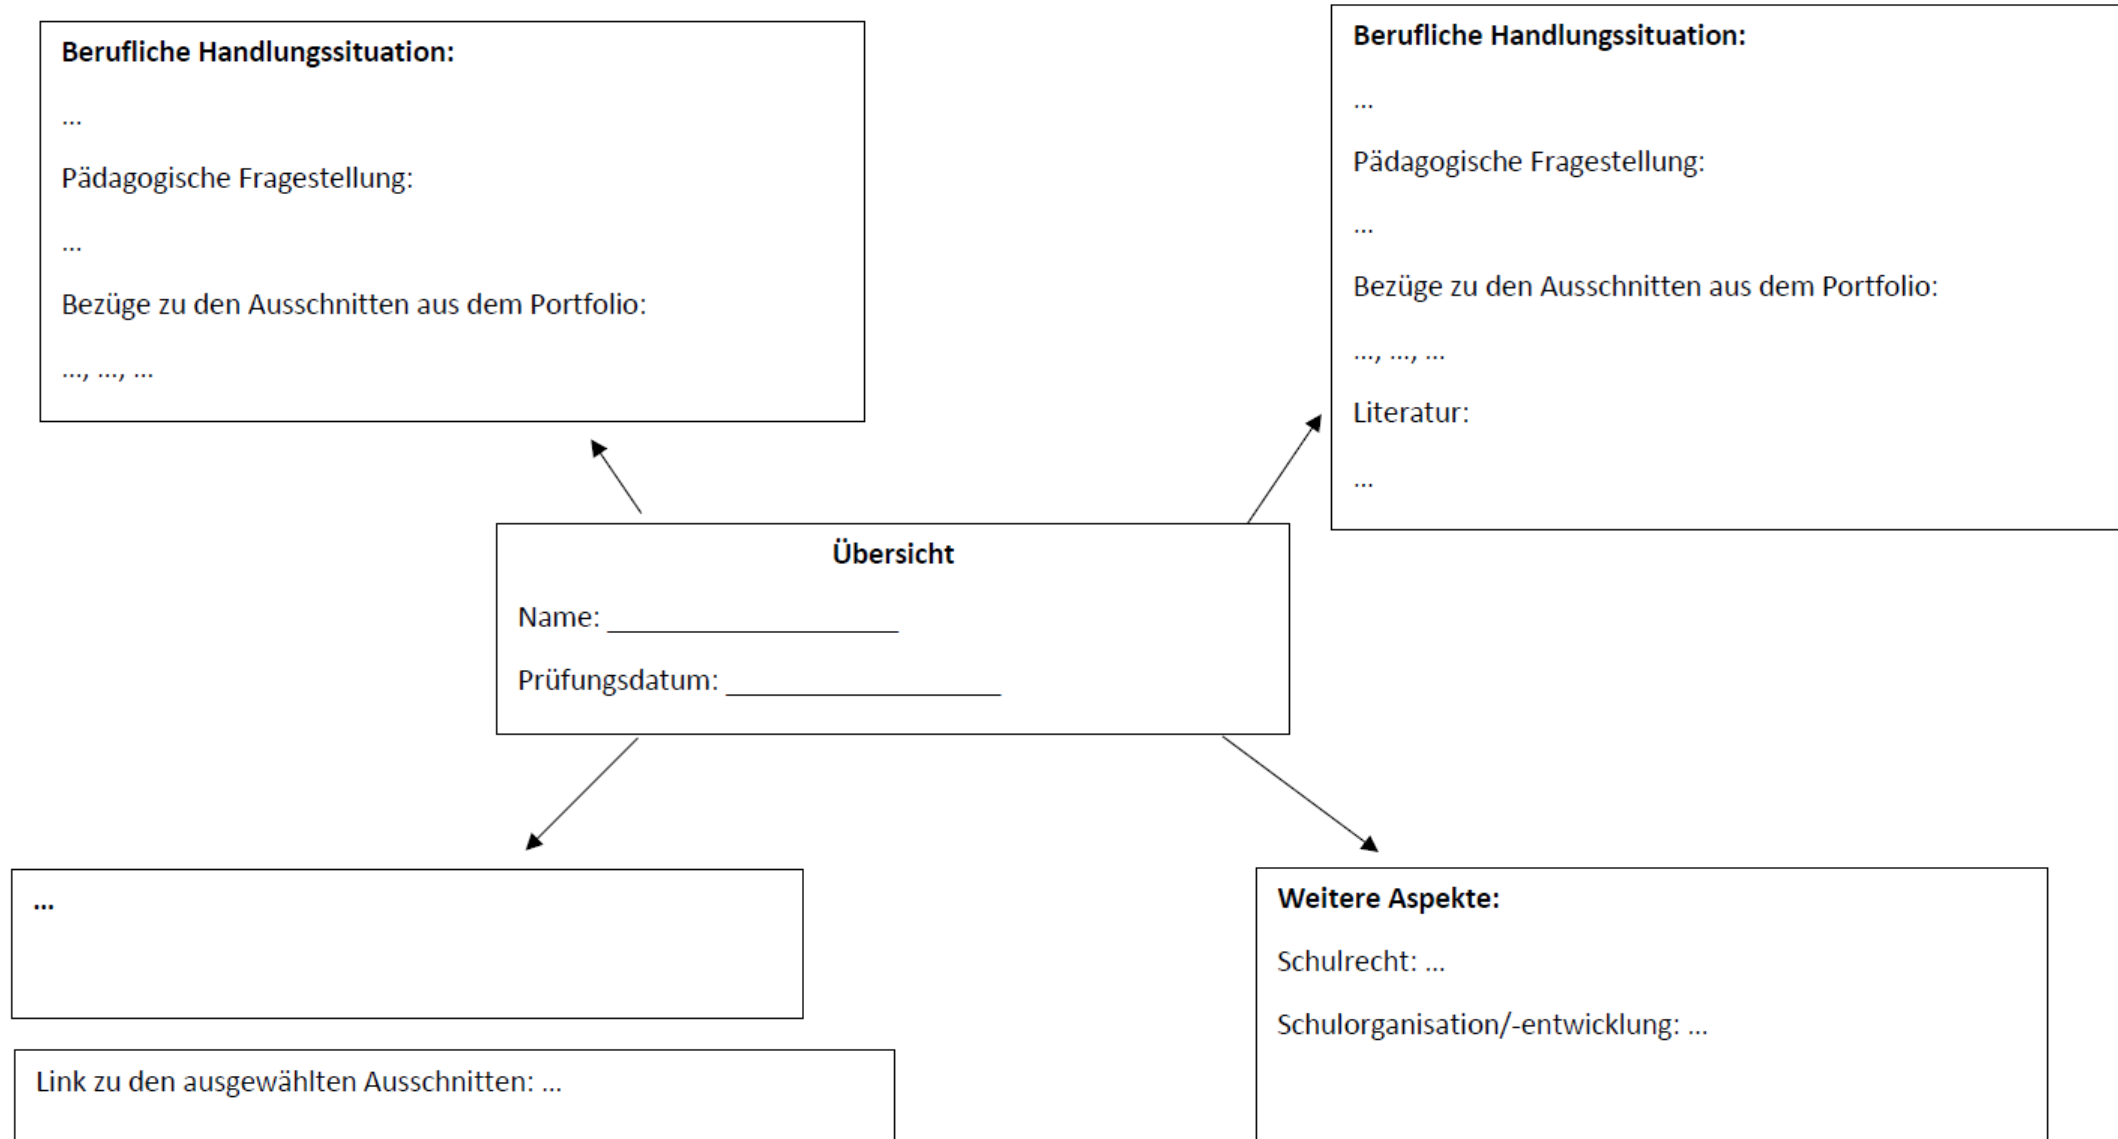 Berufliche Handlungssituation:
...
Pädagogische Fragestellung:
...
Bezüge zu den Ausschnitten aus dem Portfolio:
..., ..., ...
Berufliche Handlungssituation:
...
Pädagogische Fragestellung:
...
Bezüge zu den Ausschnitten aus dem Portfolio:
..., ..., ...
Literatur:
...
Übersicht
Name: ____________________
Prüfungsdatum: ___________________
...
Link zu den ausgewählten Ausschnitten: ...
Weitere Aspekte:
Schulrecht: ...
Schulorganisation/-entwicklung: ...